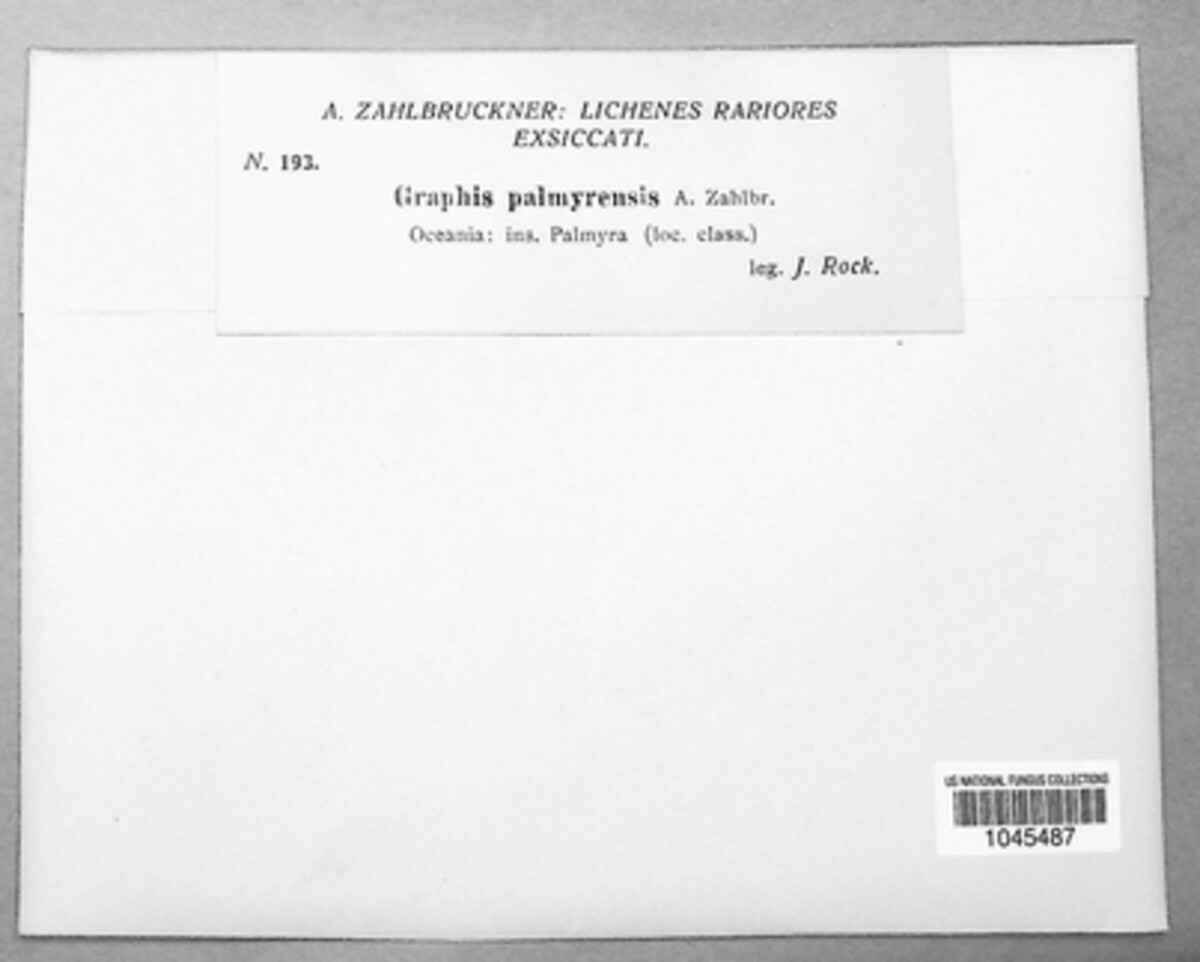 A. ZAHLBRUCKNER: LICHENES RARIORES
EXSICCATI.
N. 193.
Graphis palmyrensis A. Zahlbr.
Oceania: ins. Palmyra (loc. class.)
leg. J. Rock.
US NATIONAL FUNGUS COLLECTIONS
1045487